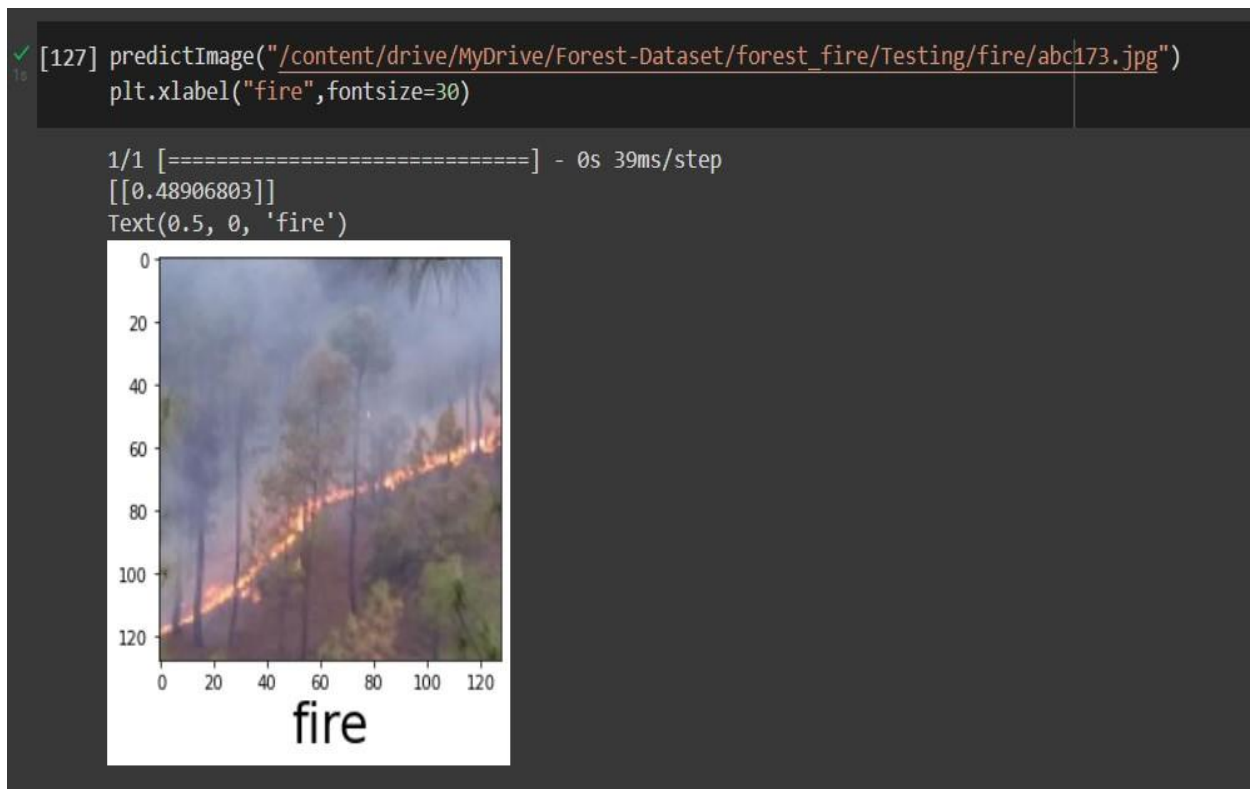 [127] predictImage("/content/drive/MyDrive/Forest-Dataset/forest_fire/Testing/fire/abc173.jpg")
1s
plt.xlabel("fire",fontsize=30)
1/1 [==============================] - 0s 39ms/step
[[0.48906803]]
Text(0.5, 0, 'fire')
0
20
40
60
80
100
120
0 20 40 60 80 100 120
fire